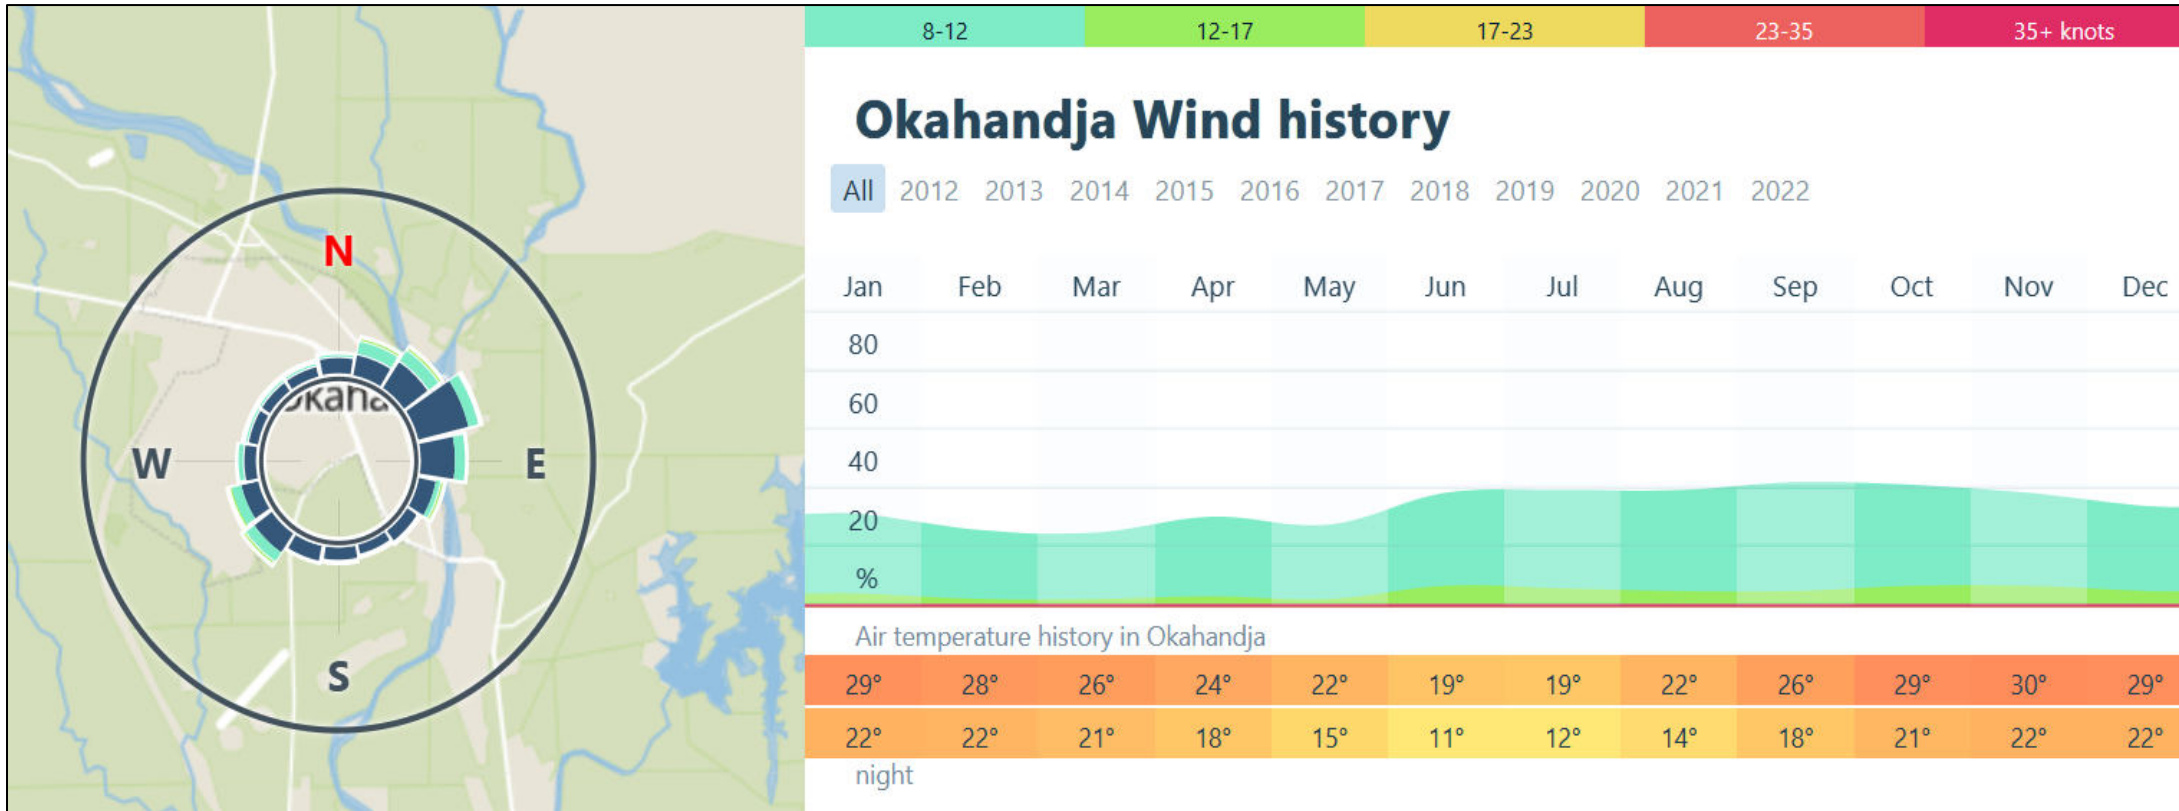 N
Okaha
W
E
S
8-12 12-17 17-23 23-35 35+ knots
Okahandja Wind history
All 2012 2013 2014 2015 2016 2017 2018 2019 2020 2021 2022
Jan Feb Mar Apr May Jun Jul Aug Sep Oct Nov Dec
80
60
40
20
%
Air temperature history in Okahandja
29° 28° 26° 24° 22° 19° 19° 22° 26° 29° 30° 29°
22° 22° 21° 18° 15° 11° 12° 14° 18° 21° 22° 22°
night